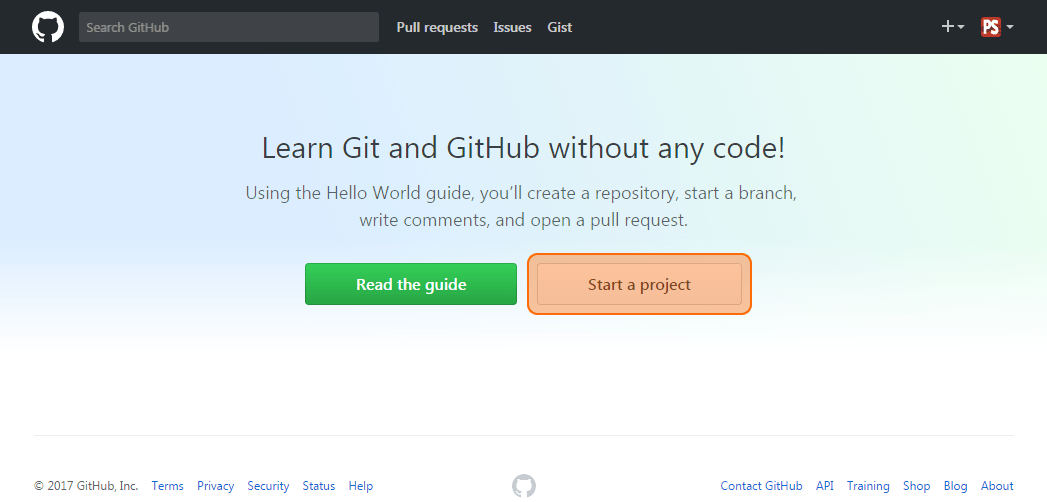 Search GitHub Pull requests Issues Gist PS
Learn Git and GitHub without any code!
Using the Hello World guide, you’ll create a repository, start a branch,
write comments, and open a pull request.
Read the guide Start a project
© 2017 GitHub, Inc. Terms Privacy Security Status Help Contact GitHub API Training Shop Blog About